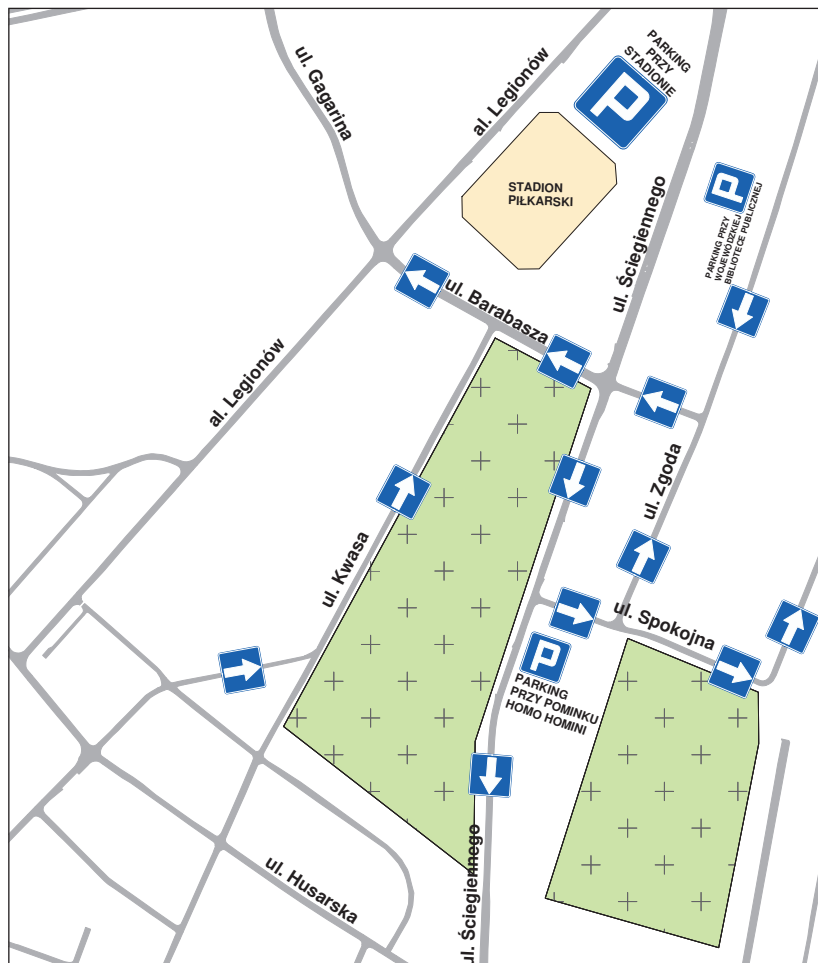 ul. Gagarina
al. Legionów
PARKING
PRZY
STADIONIE
P
STADION
PIŁKARSKI
ul. Ściegiennego
P
PARKING PRZY
WOJEWÓDZKIEJ
BIBLIOTECE PUBLICZNEJ
ul. Barabasza
al. Legionów
ul. Zgoda
ul. Kwasa
ul. Spokojna
P
PARKING
PRZY POMINKU
HOMO HOMINI
ul. Husarska
ul. Ściegiennego